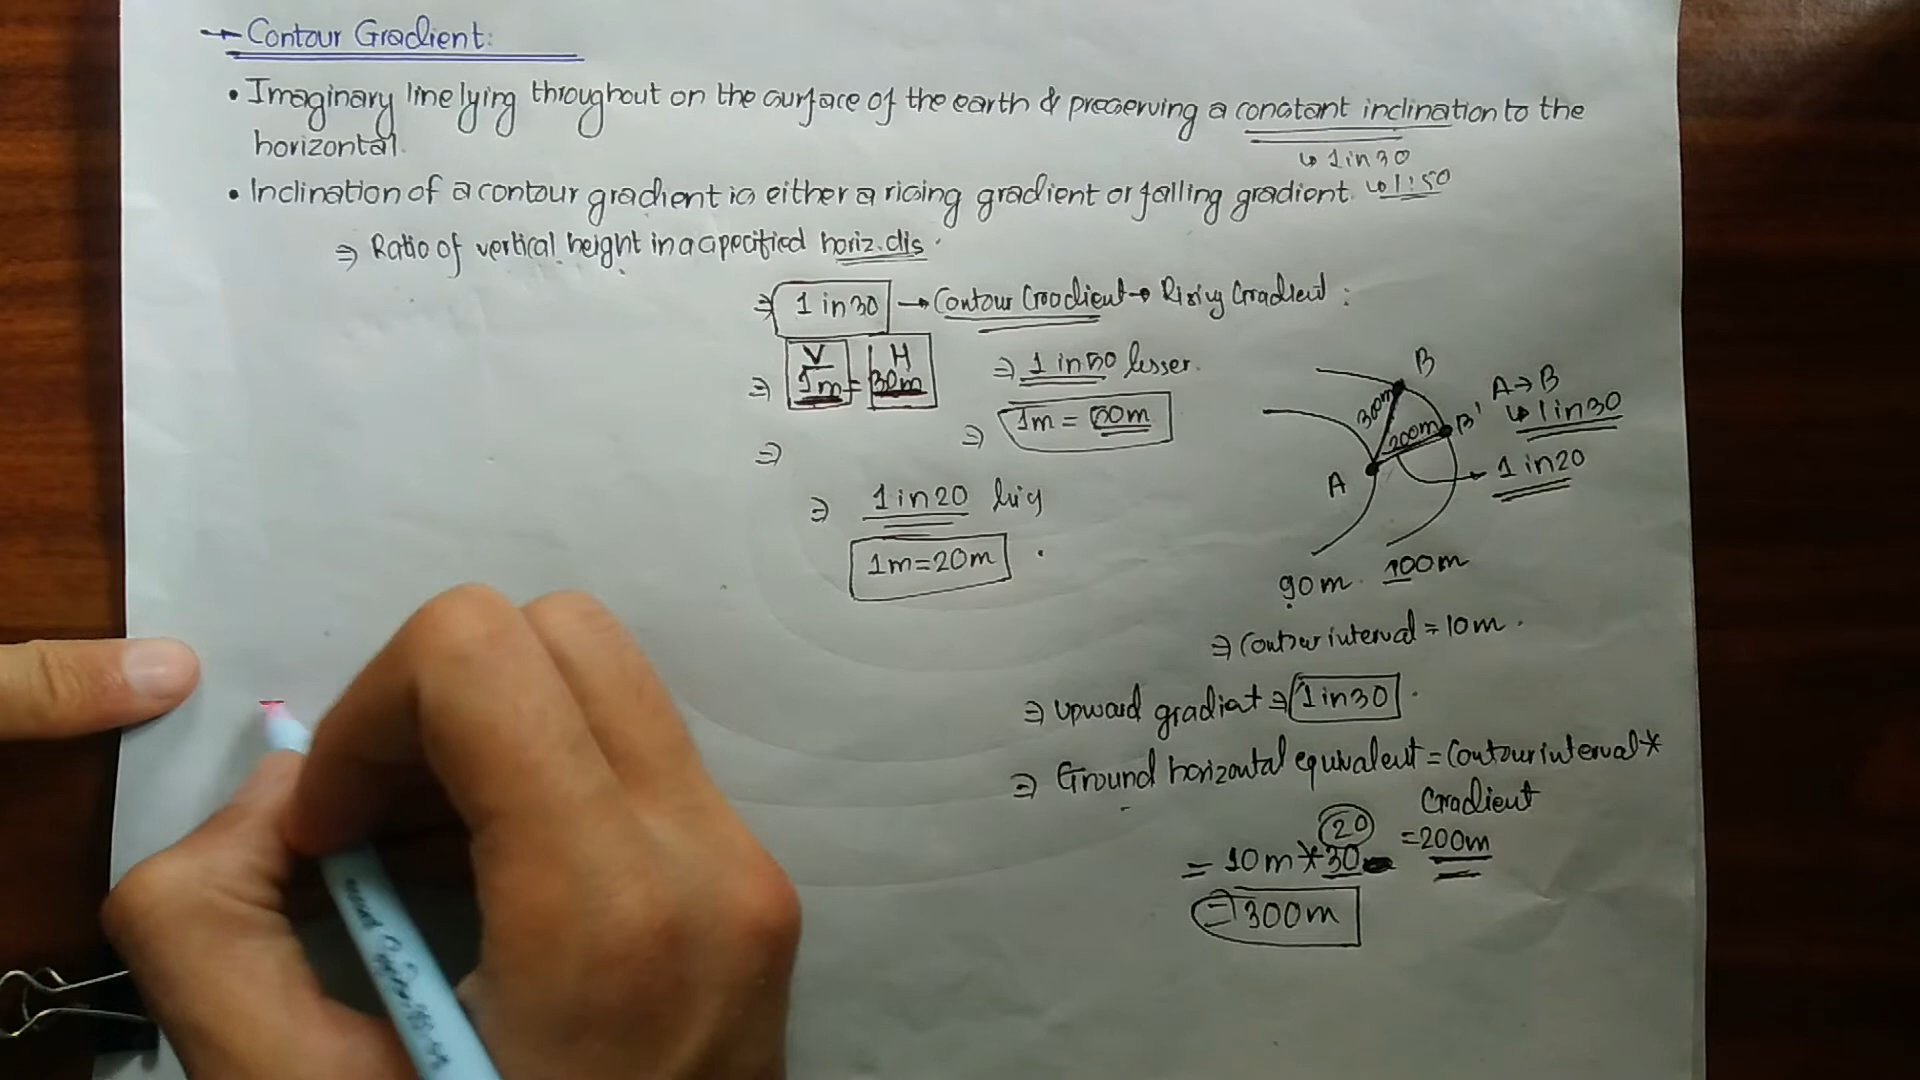 → Contour Gradient:
• Imaginary line lying throughout on the surface of the earth & preserving a constant inclination to the
horizontal.
↳ 1 in 30
• Inclination of a contour gradient is either a rising gradient or falling gradient. ↳ 1:50
⇒ Ratio of vertical height in a specified horiz. dis.
⇒ 1 in 30 → Contour Gradient → Rising Gradient:
V H
⇒ 1m = 30m
⇒ 1 in 50 lesser.
⇒ 1m = 50m
⇒
⇒ 1 in 20 hig
1m = 20m
B
A → B
↳ 1 in 30
300m
200m
B'
1 in 20
A
90m. 100m
⇒ Contour interval = 10m.
⇒ Upward gradient ⇒ 1 in 30.
⇒ Ground horizontal equivalent = Contour interval *
Gradient
20
= 10m * 30
= 200m
= 300m